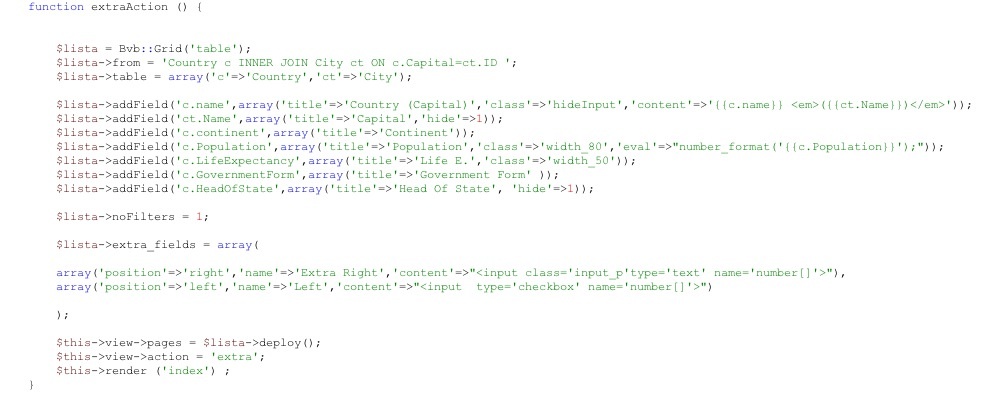 function extraAction () {
$lista = Bvb::Grid('table');
$lista->from = 'Country c INNER JOIN City ct ON c.Capital=ct.ID ';
$lista->table = array('c'=>'Country','ct'=>'City');
$lista->addField('c.name',array('title'=>'Country (Capital)','class'=>'hideInput','content'=>'{{c.name}} <em>({{ct.Name}})</em>'));
$lista->addField('ct.Name',array('title'=>'Capital','hide'=>1));
$lista->addField('c.continent',array('title'=>'Continent'));
$lista->addField('c.Population',array('title'=>'Population','class'=>'width_80','eval'=>"number_format('{{c.Population}}');"));
$lista->addField('c.LifeExpectancy',array('title'=>'Life E.','class'=>'width_50'));
$lista->addField('c.GovernmentForm',array('title'=>'Government Form' ));
$lista->addField('c.HeadOfState',array('title'=>'Head Of State', 'hide'=>1));
$lista->noFilters = 1;
$lista->extra_fields = array(
array('position'=>'right','name'=>'Extra Right','content'=>"<input class='input_p'type='text' name='number[]'>"),
array('position'=>'left','name'=>'Left','content'=>"<input  type='checkbox' name='number[]'>")
);
$this->view->pages = $lista->deploy();
$this->view->action = 'extra';
$this->render ('index') ;
}